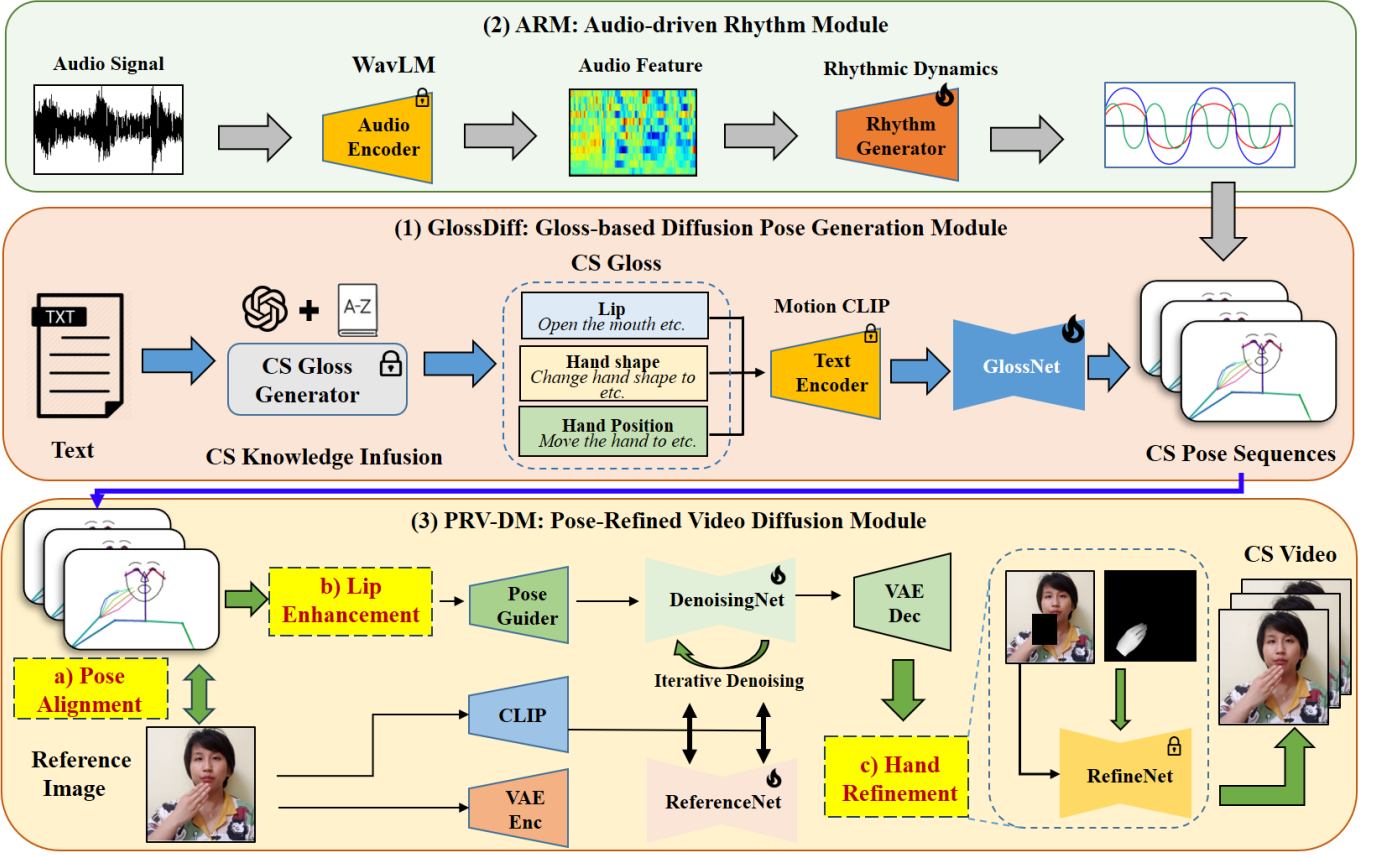 (2) ARM: Audio-driven Rhythm Module
Audio Signal
WavLM
Audio
Encoder
Audio Feature
Rhythmic Dynamics
Rhythm
Generator
(1) GlossDiff: Gloss-based Diffusion Pose Generation Module
TXT
Text
A-Z
CS Gloss
Generator
CS Knowledge Infusion
CS Gloss
Lip
Open the mouth etc.
Hand shape
Change hand shape to
etc.
Hand Position
Move the hand to etc.
Motion CLIP
Text
Encoder
GlossNet
CS Pose Sequences
(3) PRV-DM: Pose-Refined Video Diffusion Module
b) Lip
Enhancement
Pose
Guider
DenoisingNet
Iterative Denoising
VAE
Dec
a) Pose
Alignment
Reference
Image
CLIP
VAE
Enc
ReferenceNet
c) Hand
Refinement
RefineNet
CS Video